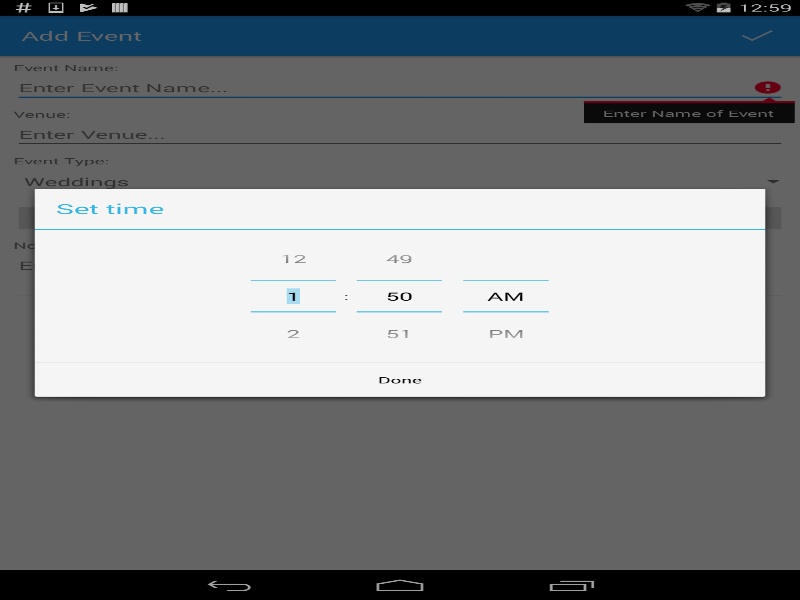 12:59
Add Event
Event Name:
Enter Event Name...
Enter Name of Event
Venue:
Enter Venue...
Event Type:
Weddings
Set time
12 49
1 : 50 AM
2 51 PM
Done